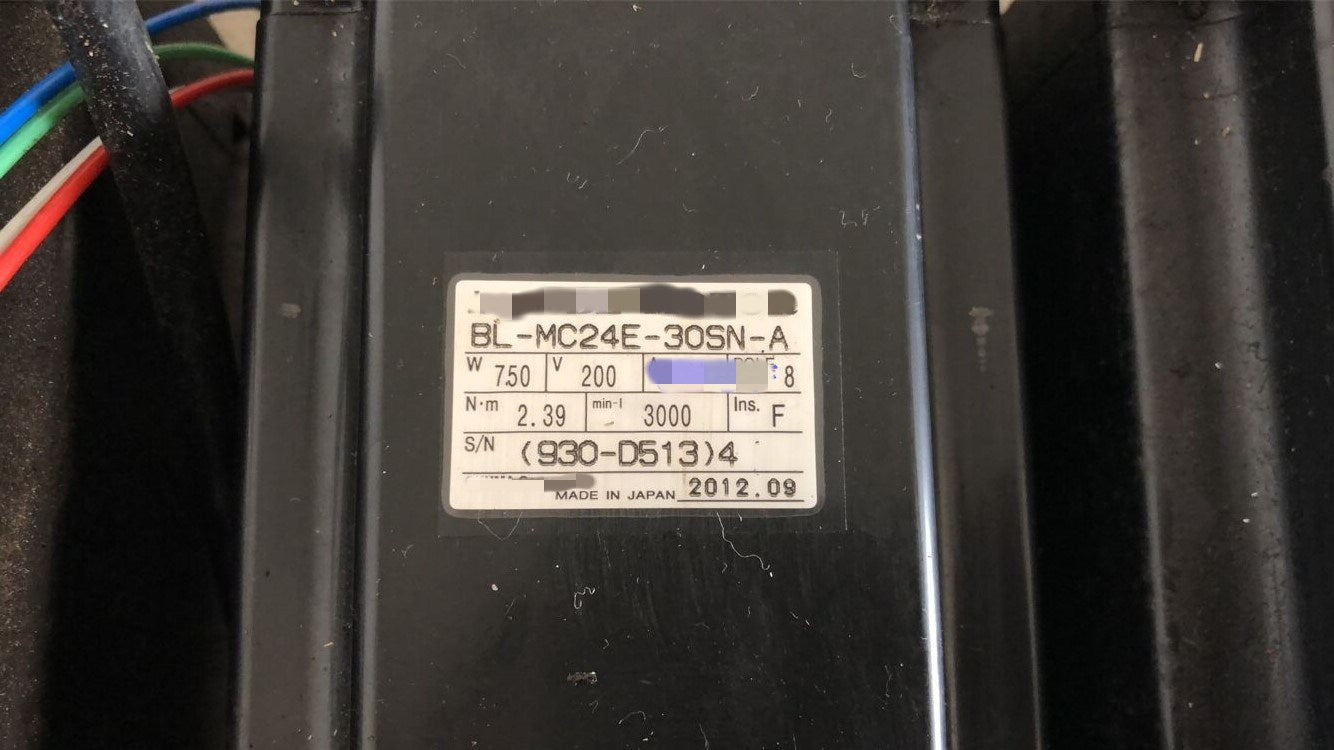 BL-MC24E-30SN-A
W 750 V 200 8
N·m 2.39 min-1 3000 Ins. F
S/N (930-D513)4
MADE IN JAPAN 2012.09